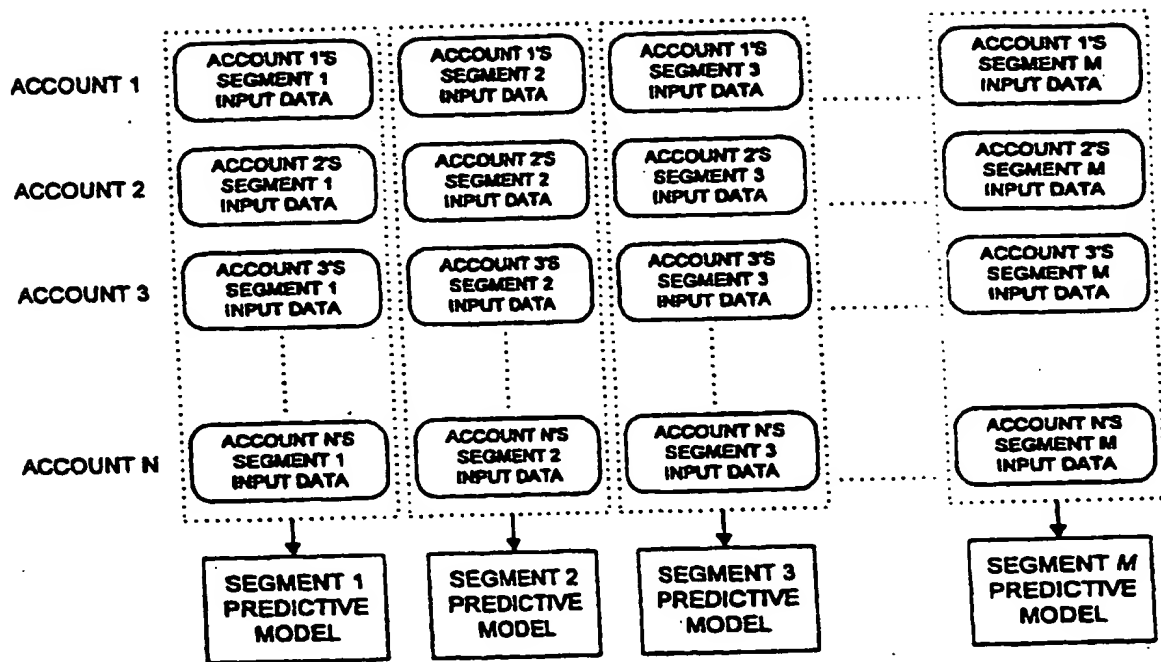 ACCOUNT 1
ACCOUNT 1'S
SEGMENT 1
INPUT DATA
ACCOUNT 1'S
SEGMENT 2
INPUT DATA
ACCOUNT 1'S
SEGMENT 3
INPUT DATA
ACCOUNT 1'S
SEGMENT M
INPUT DATA
ACCOUNT 2
ACCOUNT 2'S
SEGMENT 1
INPUT DATA
ACCOUNT 2'S
SEGMENT 2
INPUT DATA
ACCOUNT 2'S
SEGMENT 3
INPUT DATA
ACCOUNT 2'S
SEGMENT M
INPUT DATA
ACCOUNT 3
ACCOUNT 3'S
SEGMENT 1
INPUT DATA
ACCOUNT 3'S
SEGMENT 2
INPUT DATA
ACCOUNT 3'S
SEGMENT 3
INPUT DATA
ACCOUNT 3'S
SEGMENT M
INPUT DATA
ACCOUNT N
ACCOUNT N'S
SEGMENT 1
INPUT DATA
ACCOUNT N'S
SEGMENT 2
INPUT DATA
ACCOUNT N'S
SEGMENT 3
INPUT DATA
ACCOUNT N'S
SEGMENT M
INPUT DATA
SEGMENT 1
PREDICTIVE
MODEL
SEGMENT 2
PREDICTIVE
MODEL
SEGMENT 3
PREDICTIVE
MODEL
SEGMENT M
PREDICTIVE
MODEL